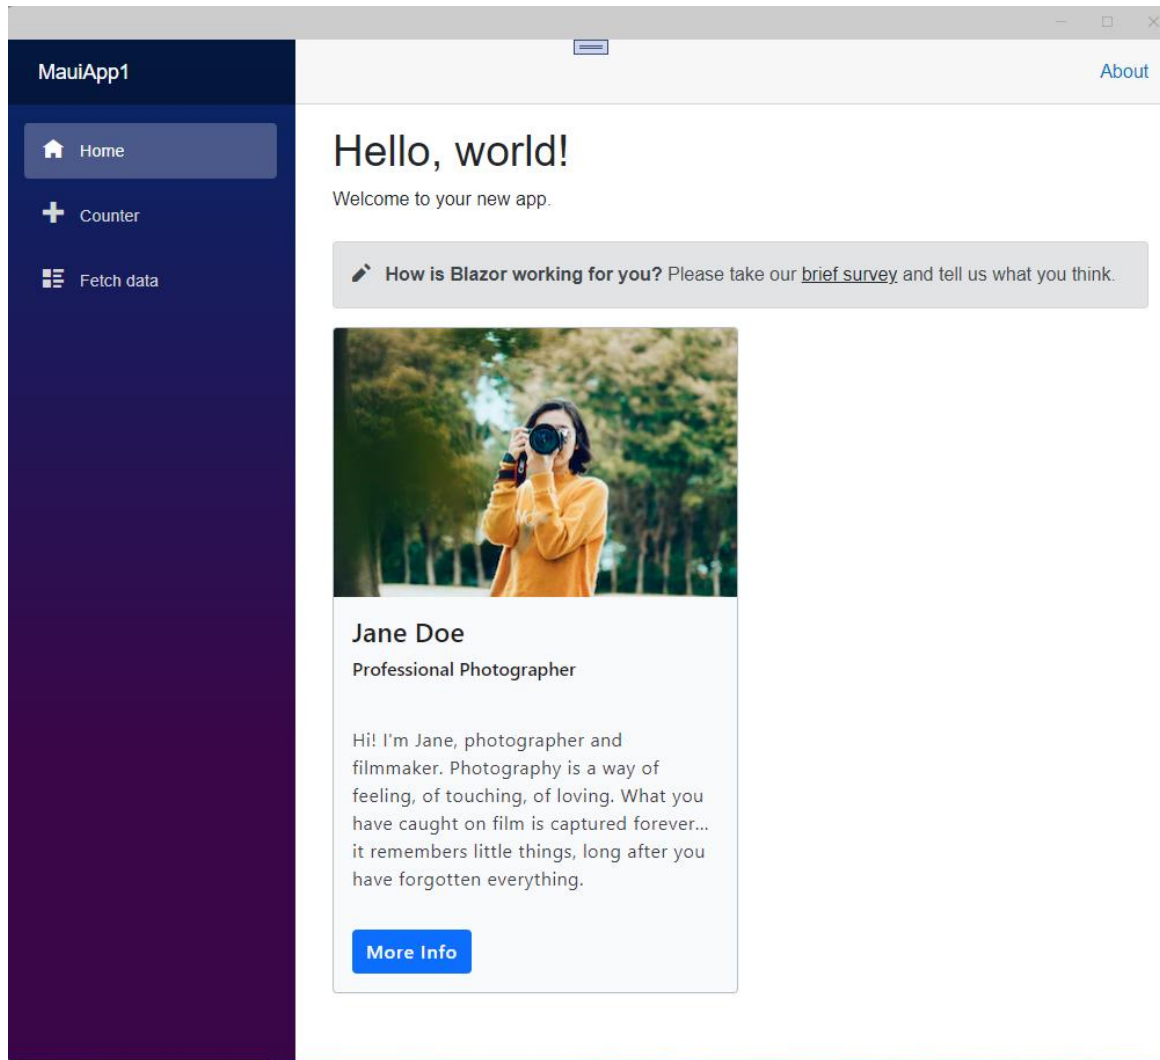 MauiApp1
About
Home
Counter
Fetch data
Hello, world!
Welcome to your new app.
How is Blazor working for you? Please take our brief survey and tell us what you think.
Jane Doe
Professional Photographer
Hi! I'm Jane, photographer and
filmmaker. Photography is a way of
feeling, of touching, of loving. What you
have caught on film is captured forever...
it remembers little things, long after you
have forgotten everything.
More Info